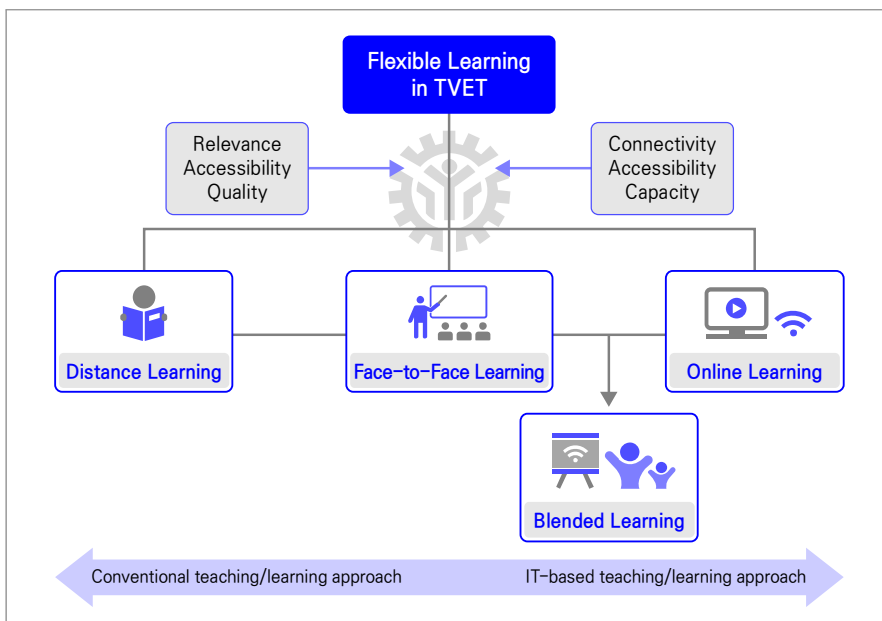 Flexible Learning
in TVET
Relevance
Accessibility
Quality
Connectivity
Accessibility
Capacity
Distance Learning
Face-to-Face Learning
Online Learning
Blended Learning
Conventional teaching/learning approach
IT-based teaching/learning approach